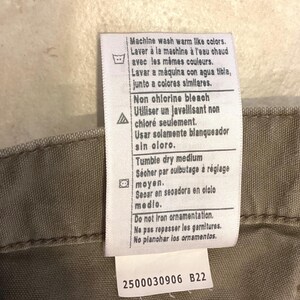 Machine wash warm like colors.
Laver à la machine à l'eau chaud
avec les mêmes couleurs.
Lavar a máquina con agua tibia,
junto a colores similares.
Non chlorine bleach
Utiliser un javellisant non
chloré seulement.
Usar solamente blanqueador
sin cloro.
Tumble dry medium
Sécher par culbutage à réglage
moyen.
Secar en secadora en ciclo
medio.
Do not iron ornamentation.
Ne pas repasser les garnitures.
No planchar los ornamentos.
2500030906 B22